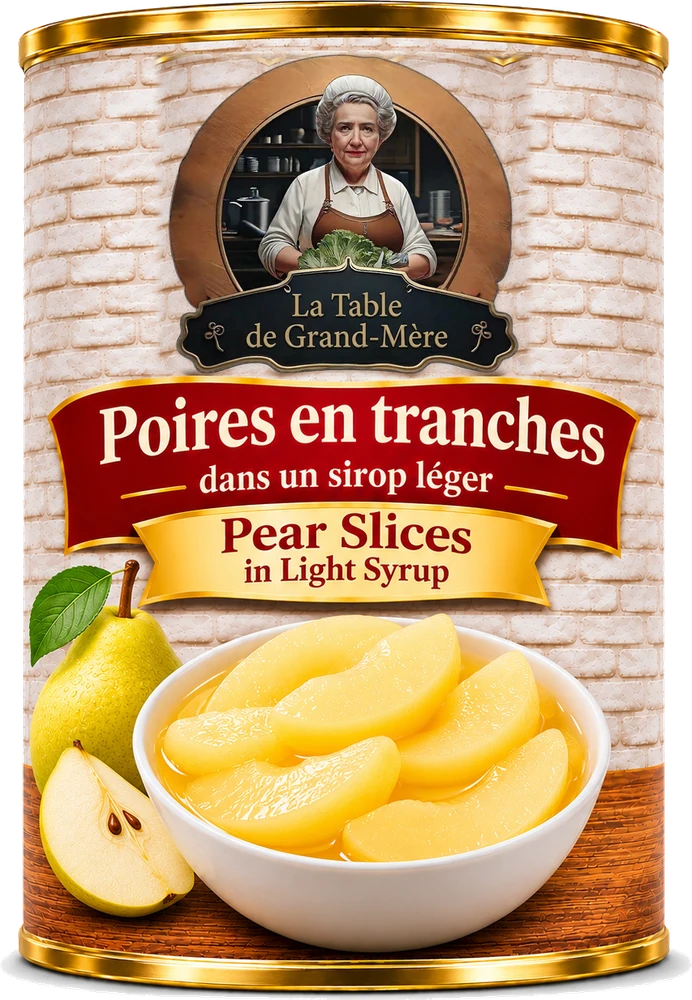 La Table
de Grand-Mère
Poires en tranches
dans un sirop léger
Pear Slices
in Light Syrup